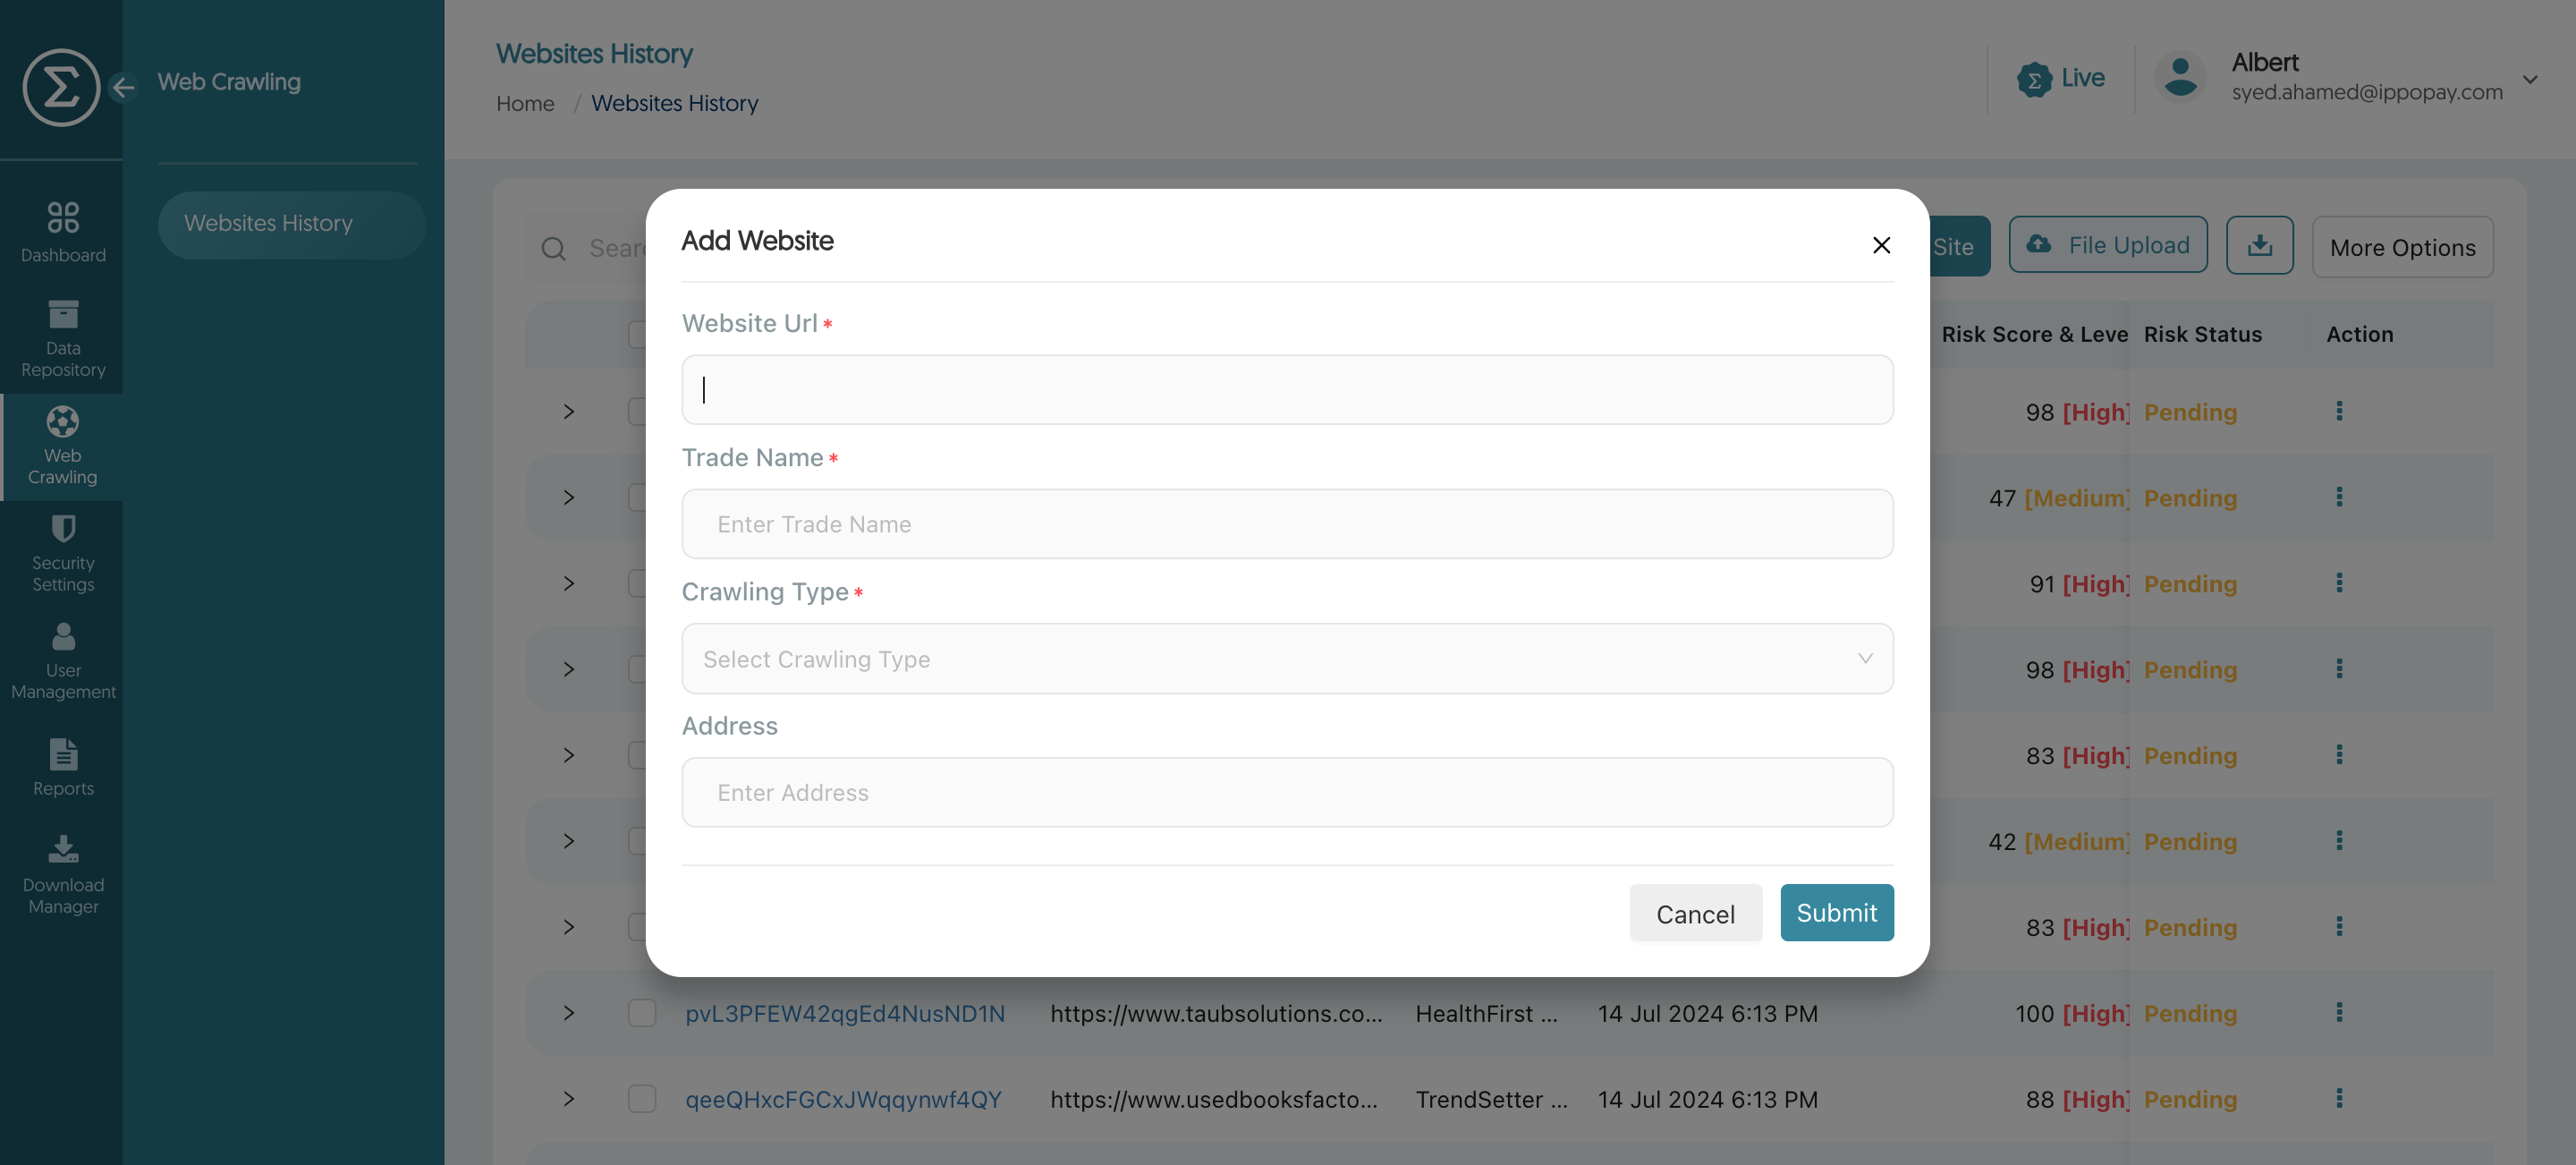 Web Crawling
Websites History
Dashboard
Data
Repository
Web
Crawling
Security
Settings
User
Management
Reports
Download
Manager
Websites History
Home / Websites History
Live
Albert
syed.ahamed@ippopay.com
Site
File Upload
More Options
Add Website
Website Url*
Trade Name*
Enter Trade Name
Crawling Type*
Select Crawling Type
Address
Enter Address
Cancel
Submit
Risk Score & Leve Risk Status Action
98 [High] Pending
47 [Medium] Pending
91 [High] Pending
98 [High] Pending
83 [High] Pending
42 [Medium] Pending
83 [High] Pending
pvL3PFEW42qgEd4NusND1N https://www.taubsolutions.co... HealthFirst ... 14 Jul 2024 6:13 PM 100 [High] Pending
qeeQHxcFGCxJWqqynwf4QY https://www.usedbooksfacto... TrendSetter ... 14 Jul 2024 6:13 PM 88 [High] Pending